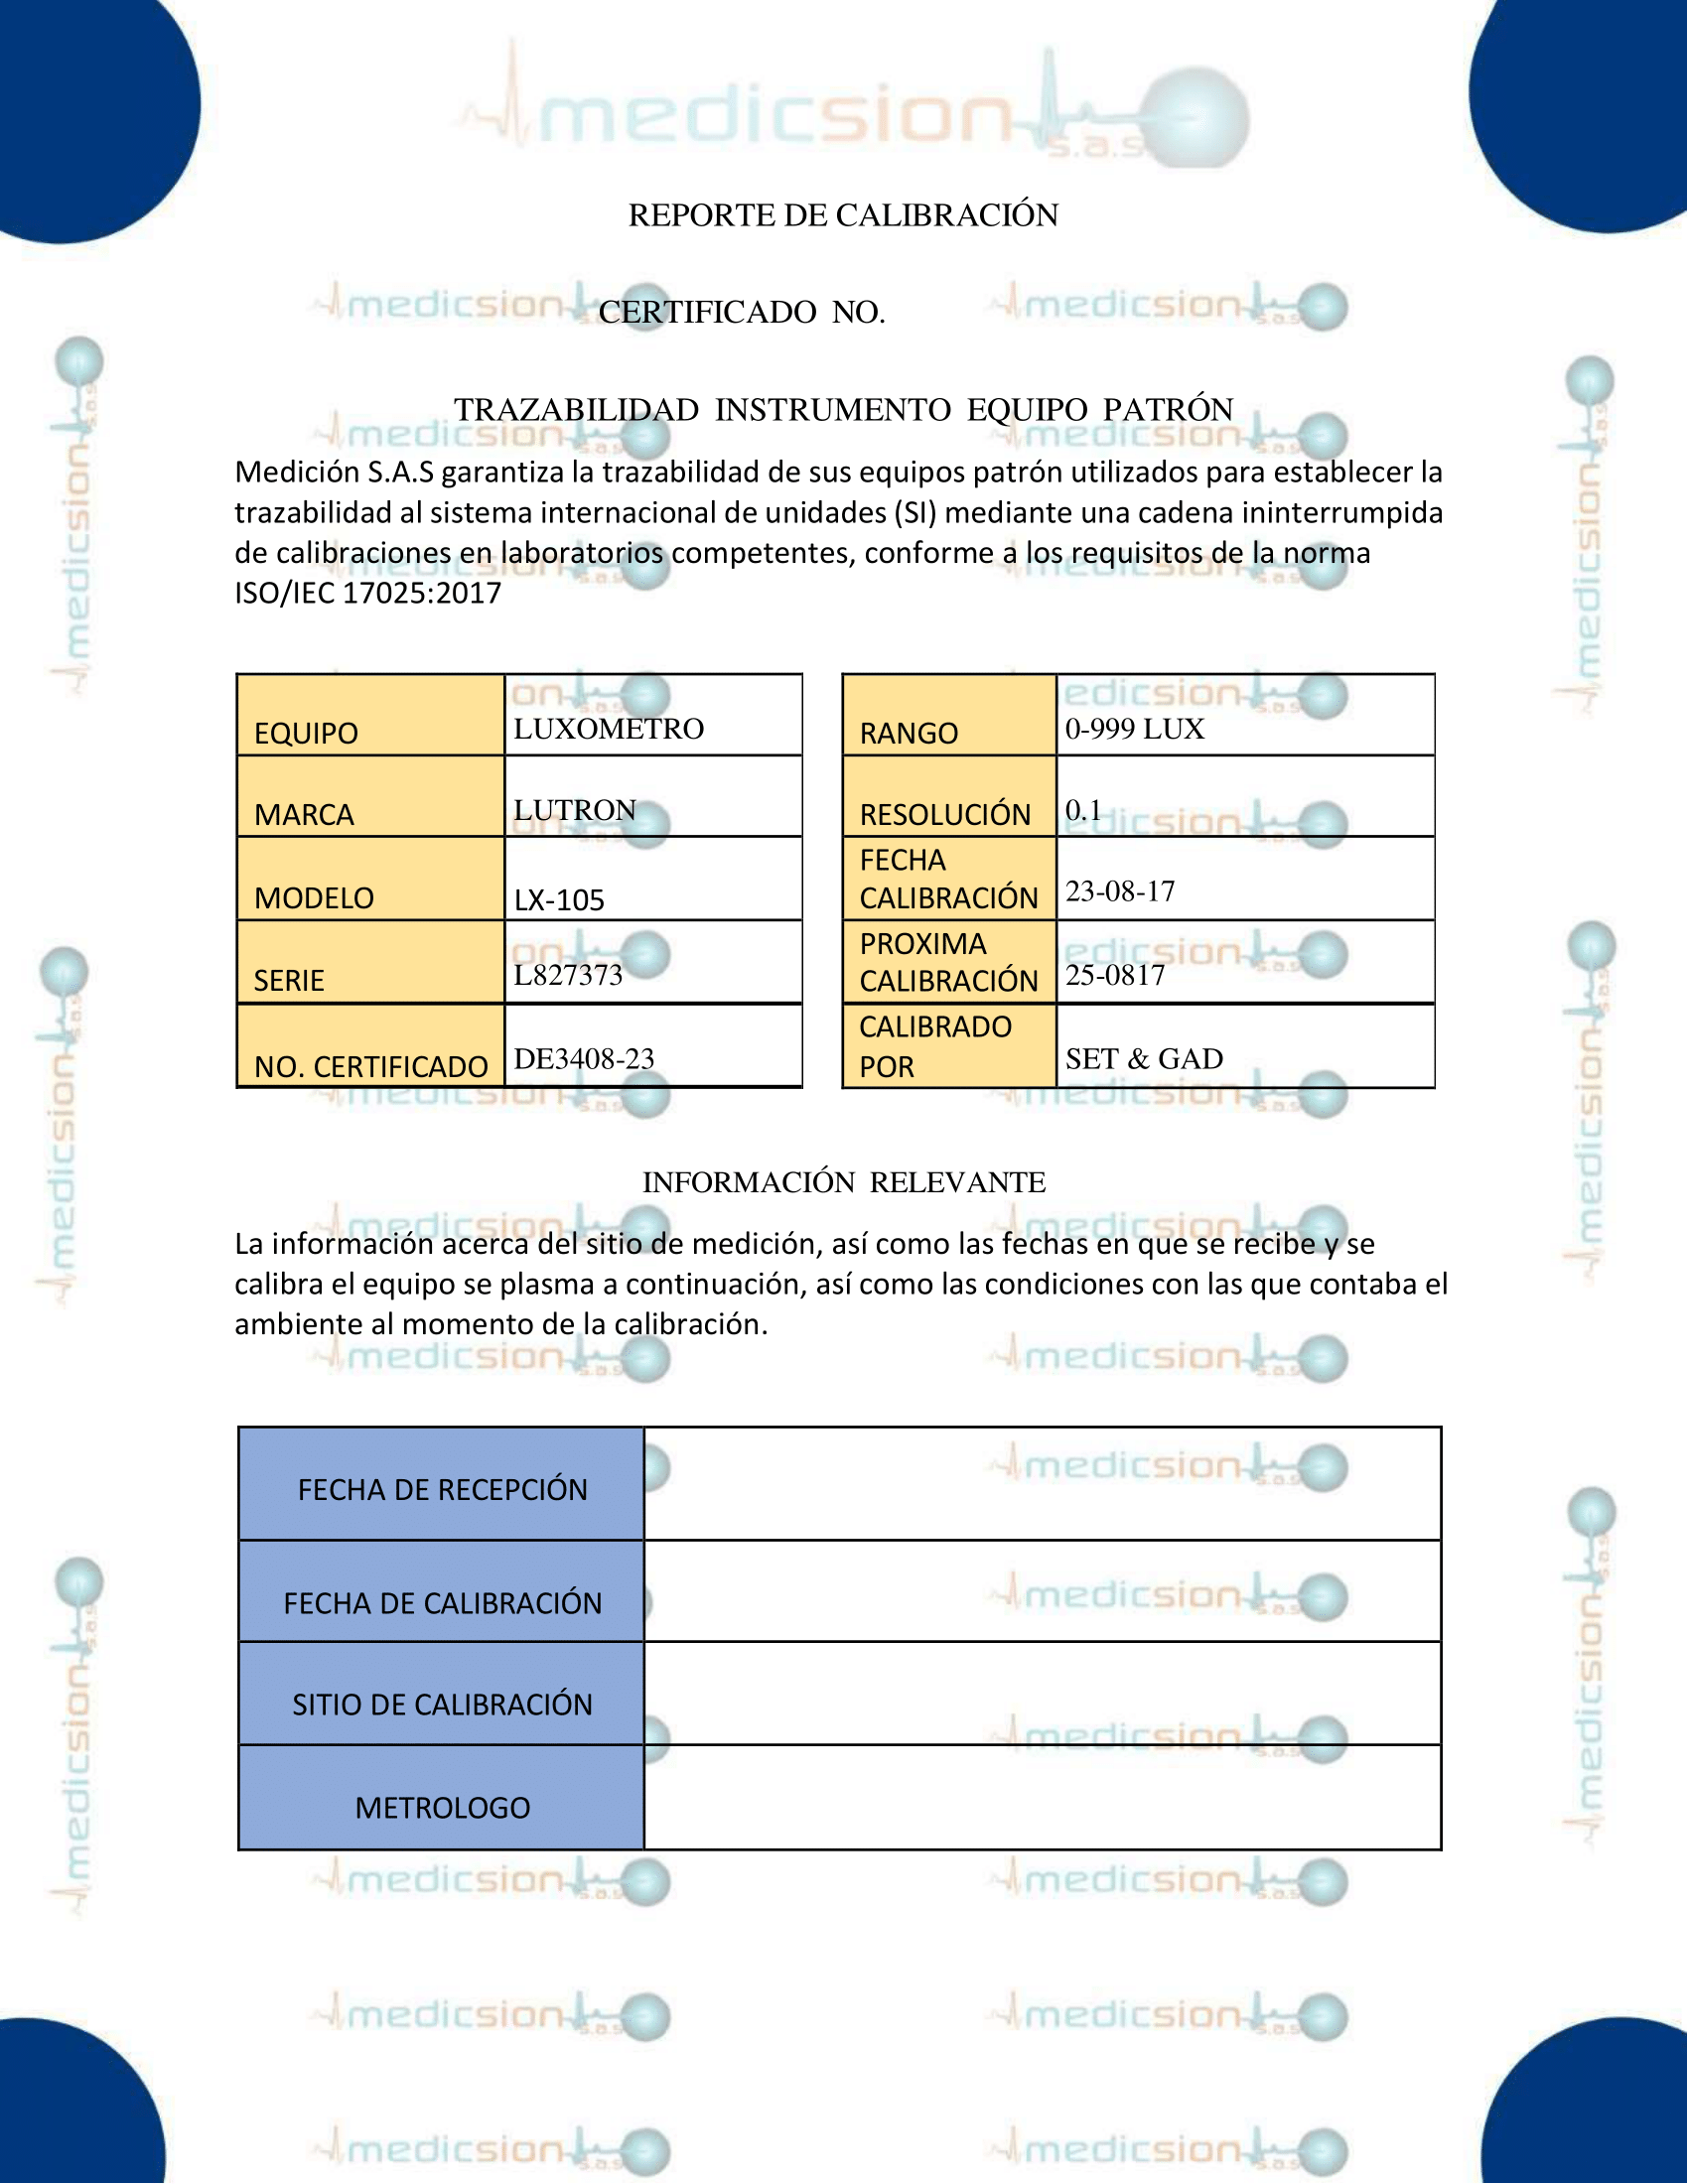 medicsion s.a.s
REPORTE DE CALIBRACIÓN
CERTIFICADO NO.
TRAZABILIDAD INSTRUMENTO EQUIPO PATRÓN
Medición S.A.S garantiza la trazabilidad de sus equipos patrón utilizados para establecer la
trazabilidad al sistema internacional de unidades (SI) mediante una cadena ininterrumpida
de calibraciones en laboratorios competentes, conforme a los requisitos de la norma
ISO/IEC 17025:2017
EQUIPO LUXOMETRO
MARCA LUTRON
MODELO LX-105
SERIE L827373
NO. CERTIFICADO DE3408-23
RANGO 0-999 LUX
RESOLUCIÓN 0.1
FECHA
CALIBRACIÓN 23-08-17
PROXIMA
CALIBRACIÓN 25-0817
CALIBRADO
POR SET & GAD
INFORMACIÓN RELEVANTE
La información acerca del sitio de medición, así como las fechas en que se recibe y se
calibra el equipo se plasma a continuación, así como las condiciones con las que contaba el
ambiente al momento de la calibración.
FECHA DE RECEPCIÓN
FECHA DE CALIBRACIÓN
SITIO DE CALIBRACIÓN
METROLOGO